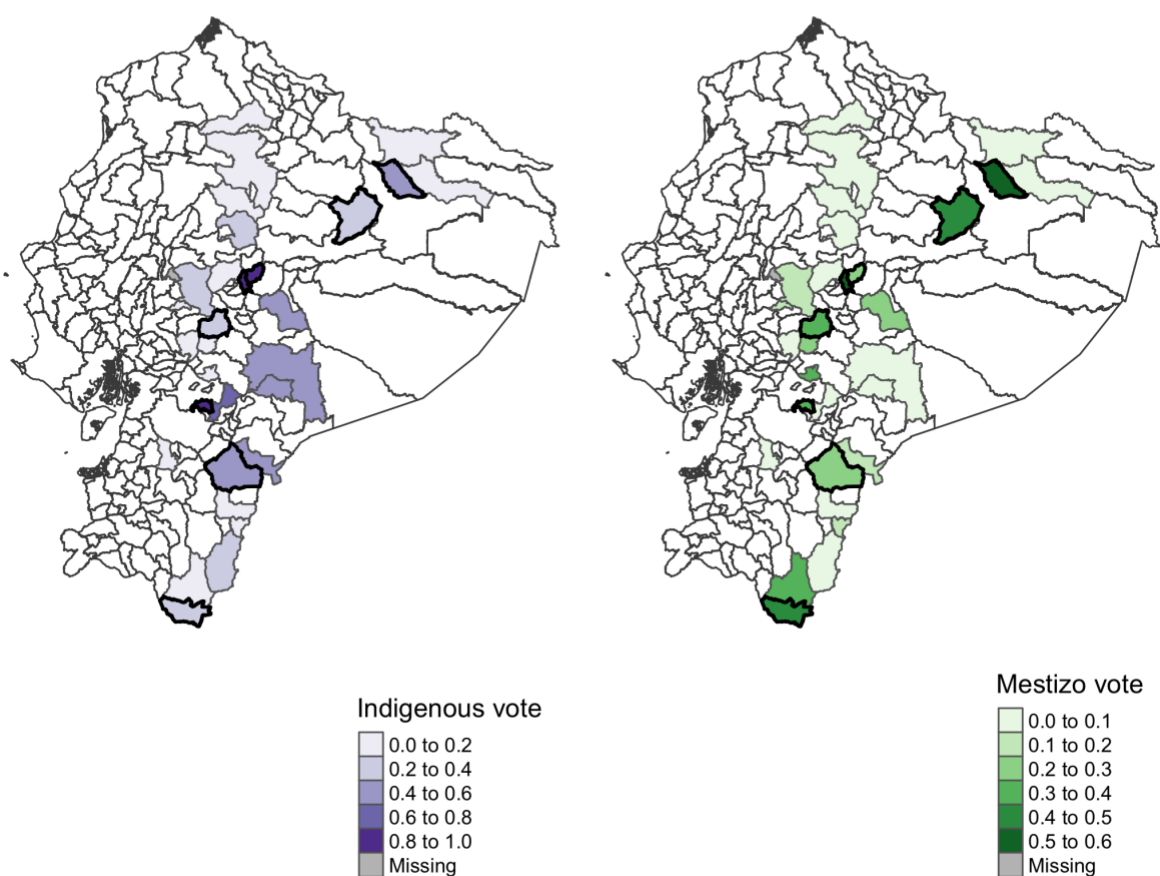 Indigenous vote
0.0 to 0.2
0.2 to 0.4
0.4 to 0.6
0.6 to 0.8
0.8 to 1.0
Missing
Mestizo vote
0.0 to 0.1
0.1 to 0.2
0.2 to 0.3
0.3 to 0.4
0.4 to 0.5
0.5 to 0.6
Missing